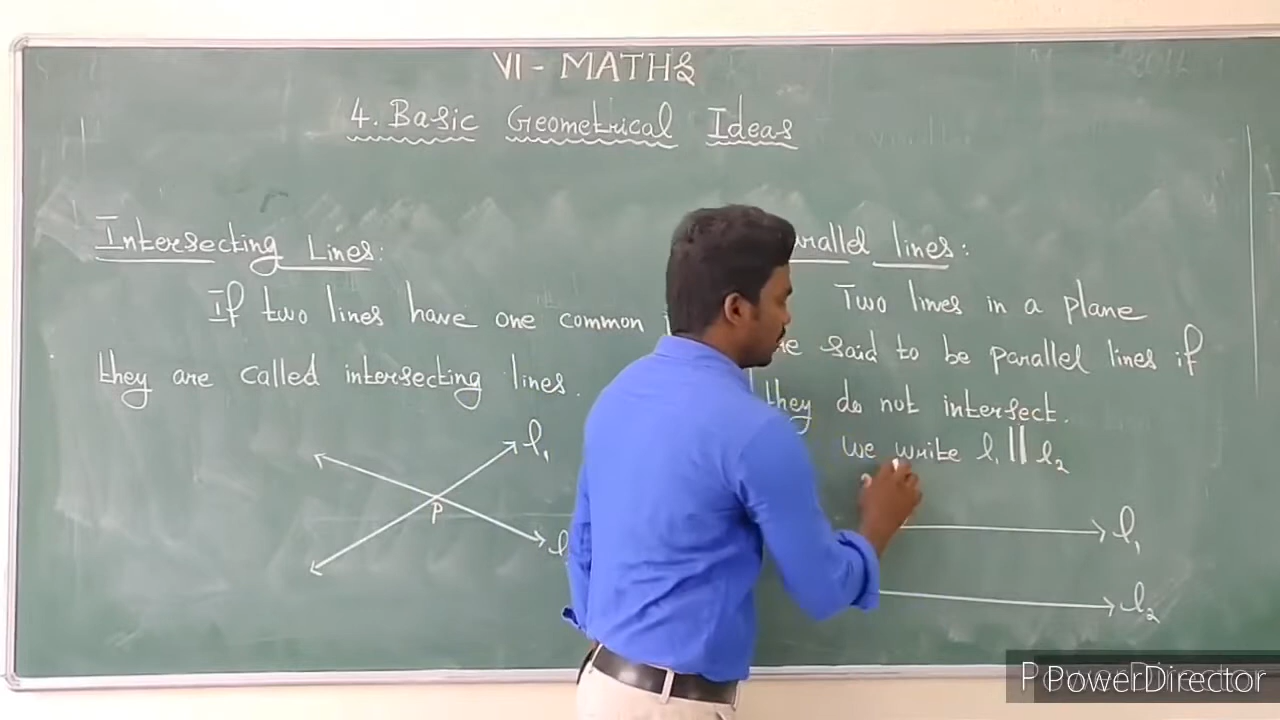 VI - MATHS
4. Basic Geometrical Ideas
Intersecting Lines:
If two lines have one common
they are called intersecting lines.
l₁
P
l
rallel lines:
Two lines in a plane
said to be parallel lines if
they do not intersect.
We write l₁ || l₂
l₁
l₂
PowerDirector